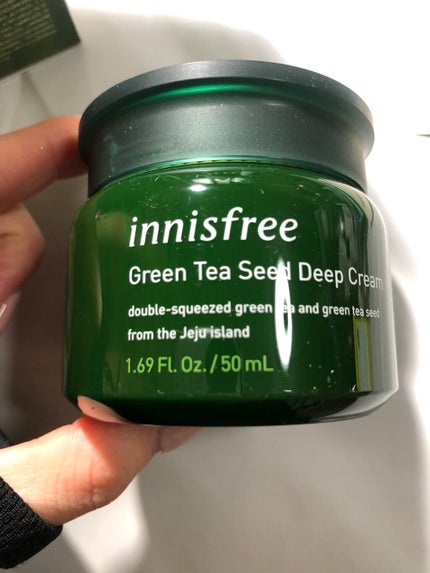 innisfree
Green Tea Seed Deep Cream
double-squeezed green tea and green tea seed
from the Jeju island
1.69 Fl. Oz. / 50 mL